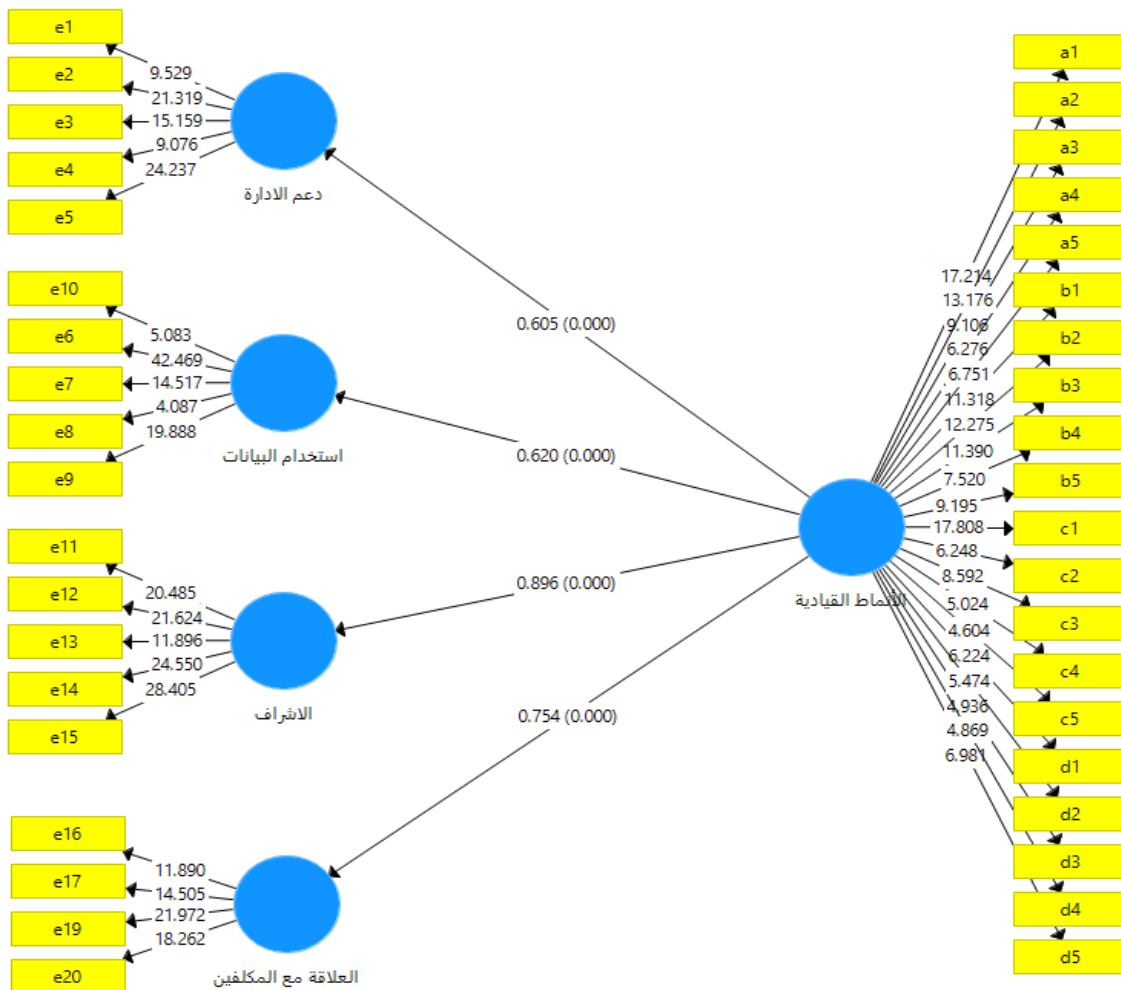 e1
e2
e3
e4
e5
9.529
21.319
15.159
9.076
24.237
دعم الادارة
e10
e6
e7
e8
e9
5.083
42.469
14.517
4.087
19.888
استخدام البيانات
e11
e12
e13
e14
e15
20.485
21.624
11.896
24.550
28.405
الاشراف
e16
e17
e19
e20
11.890
14.505
21.972
18.262
العلاقة مع المكلفين
0.605 (0.000)
0.620 (0.000)
0.896 (0.000)
0.754 (0.000)
الأنماط القيادية
17.214
13.176
9.106
6.276
6.751
11.318
12.275
11.390
7.520
9.195
17.808
6.248
8.592
5.024
4.604
6.224
5.474
4.936
4.869
6.981
a1
a2
a3
a4
a5
b1
b2
b3
b4
b5
c1
c2
c3
c4
c5
d1
d2
d3
d4
d5